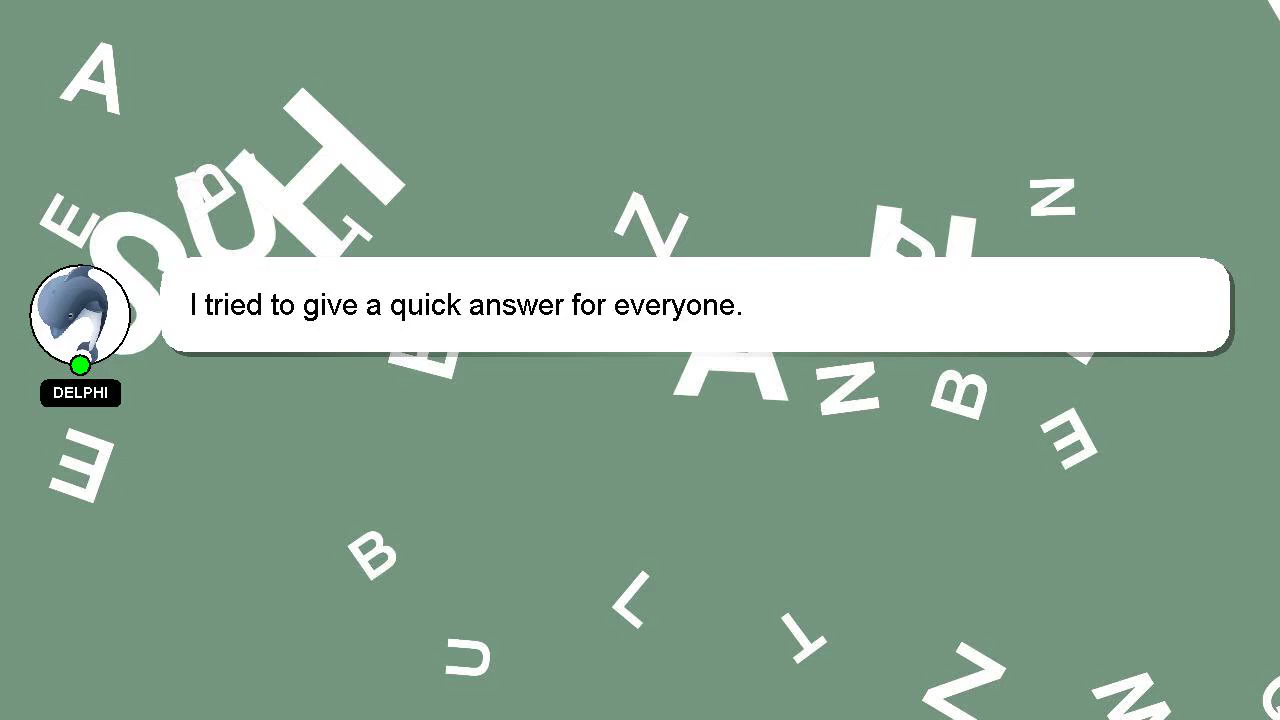 I tried to give a quick answer for everyone.
DELPHI
A
H
S
U
B
E
L
Z
N
A
N
B
E
E
B
U
L
T
Z